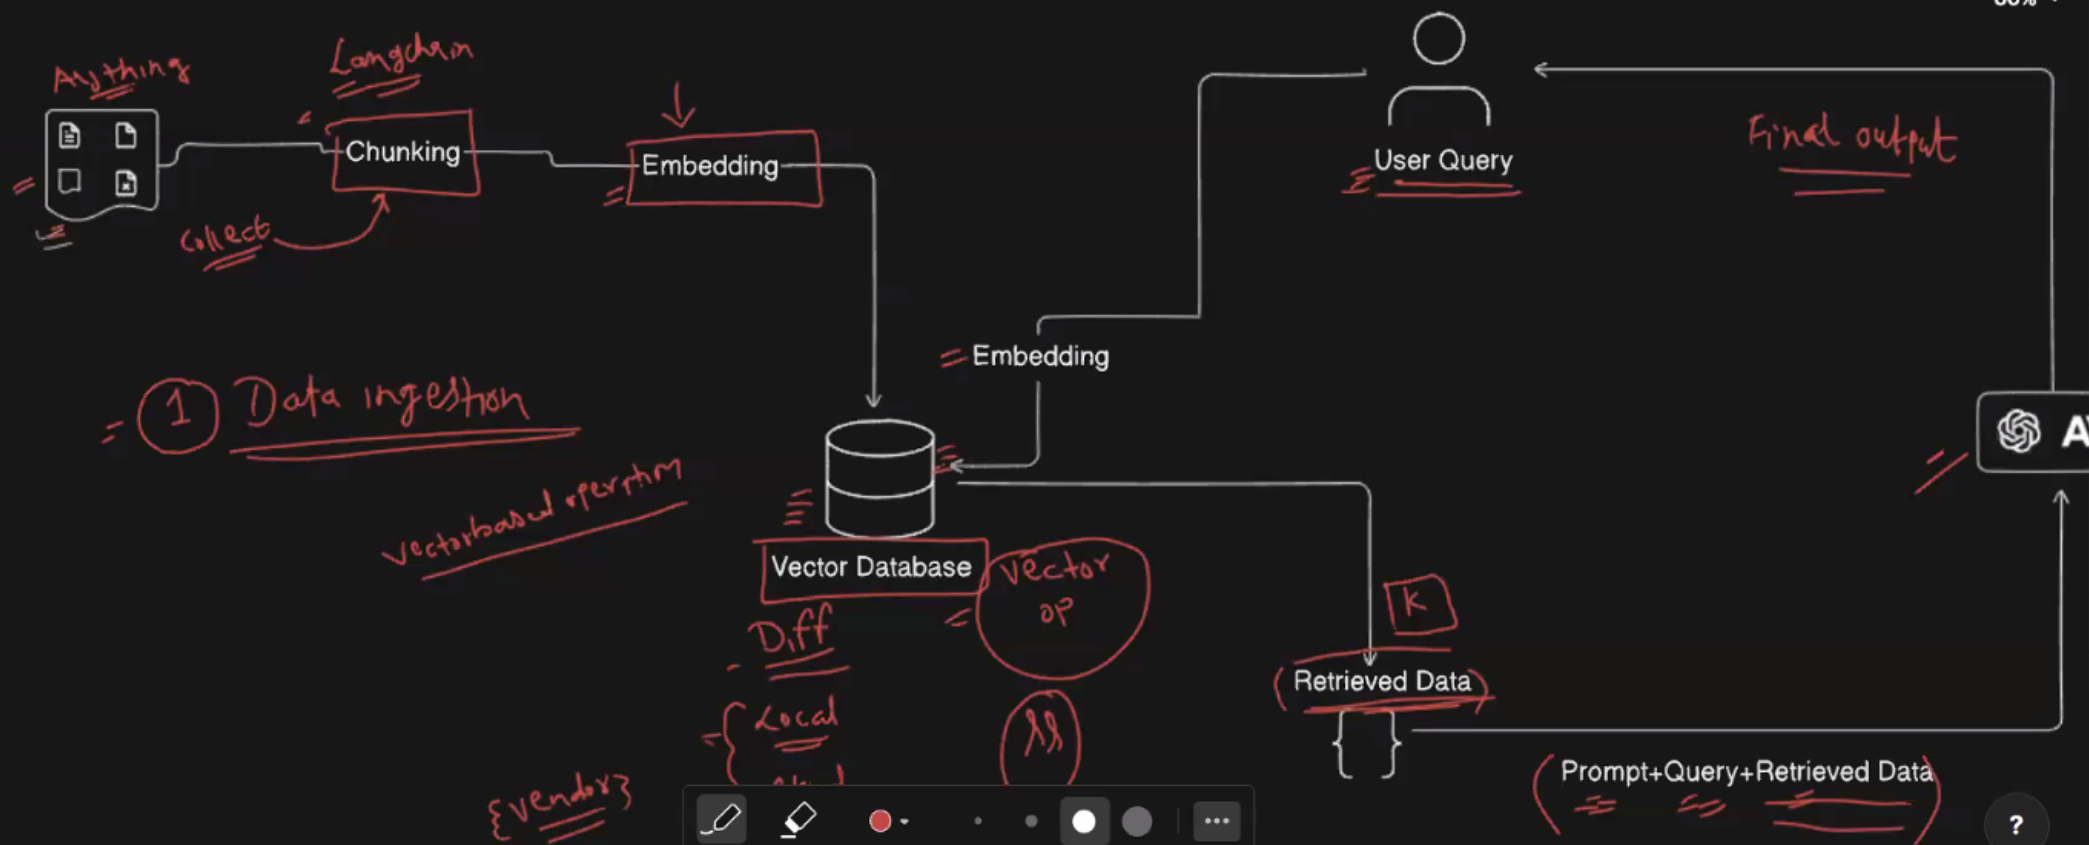 Anything
Langchain
Chunking
Embedding
Collect
User Query
Final output
Embedding
1 Data ingestion
vectorbased operation
Vector Database
Vector
op
Diff
Local
{Vendor}
K
Retrieved Data
{ }
Prompt+Query+Retrieved Data
?